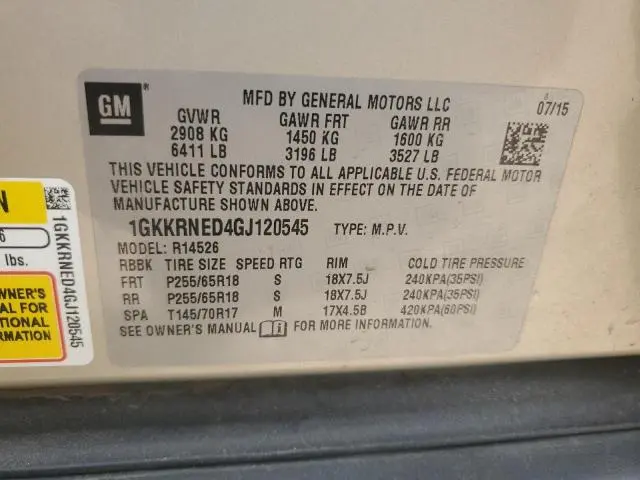 GM
MFD BY GENERAL MOTORS LLC
07/15
GVWR GAWR FRT GAWR RR
2908 KG 1450 KG 1600 KG
6411 LB 3196 LB 3527 LB
THIS VEHICLE CONFORMS TO ALL APPLICABLE U.S. FEDERAL MOTOR
VEHICLE SAFETY STANDARDS IN EFFECT ON THE DATE OF
MANUFACTURE SHOWN ABOVE.
1GKKRNED4GJ120545 TYPE: M.P.V.
MODEL: R14526
RBBK TIRE SIZE SPEED RTG RIM COLD TIRE PRESSURE
FRT P255/65R18 S 18X7.5J 240KPA(35PSI)
RR P255/65R18 S 18X7.5J 240KPA(35PSI)
SPA T145/70R17 M 17X4.5B 420KPA(60PSI)
SEE OWNER'S MANUAL FOR MORE INFORMATION.
N
6
lbs.
WNER'S
AL FOR
TIONAL
RMATION
1GKKRNED4GJ120545